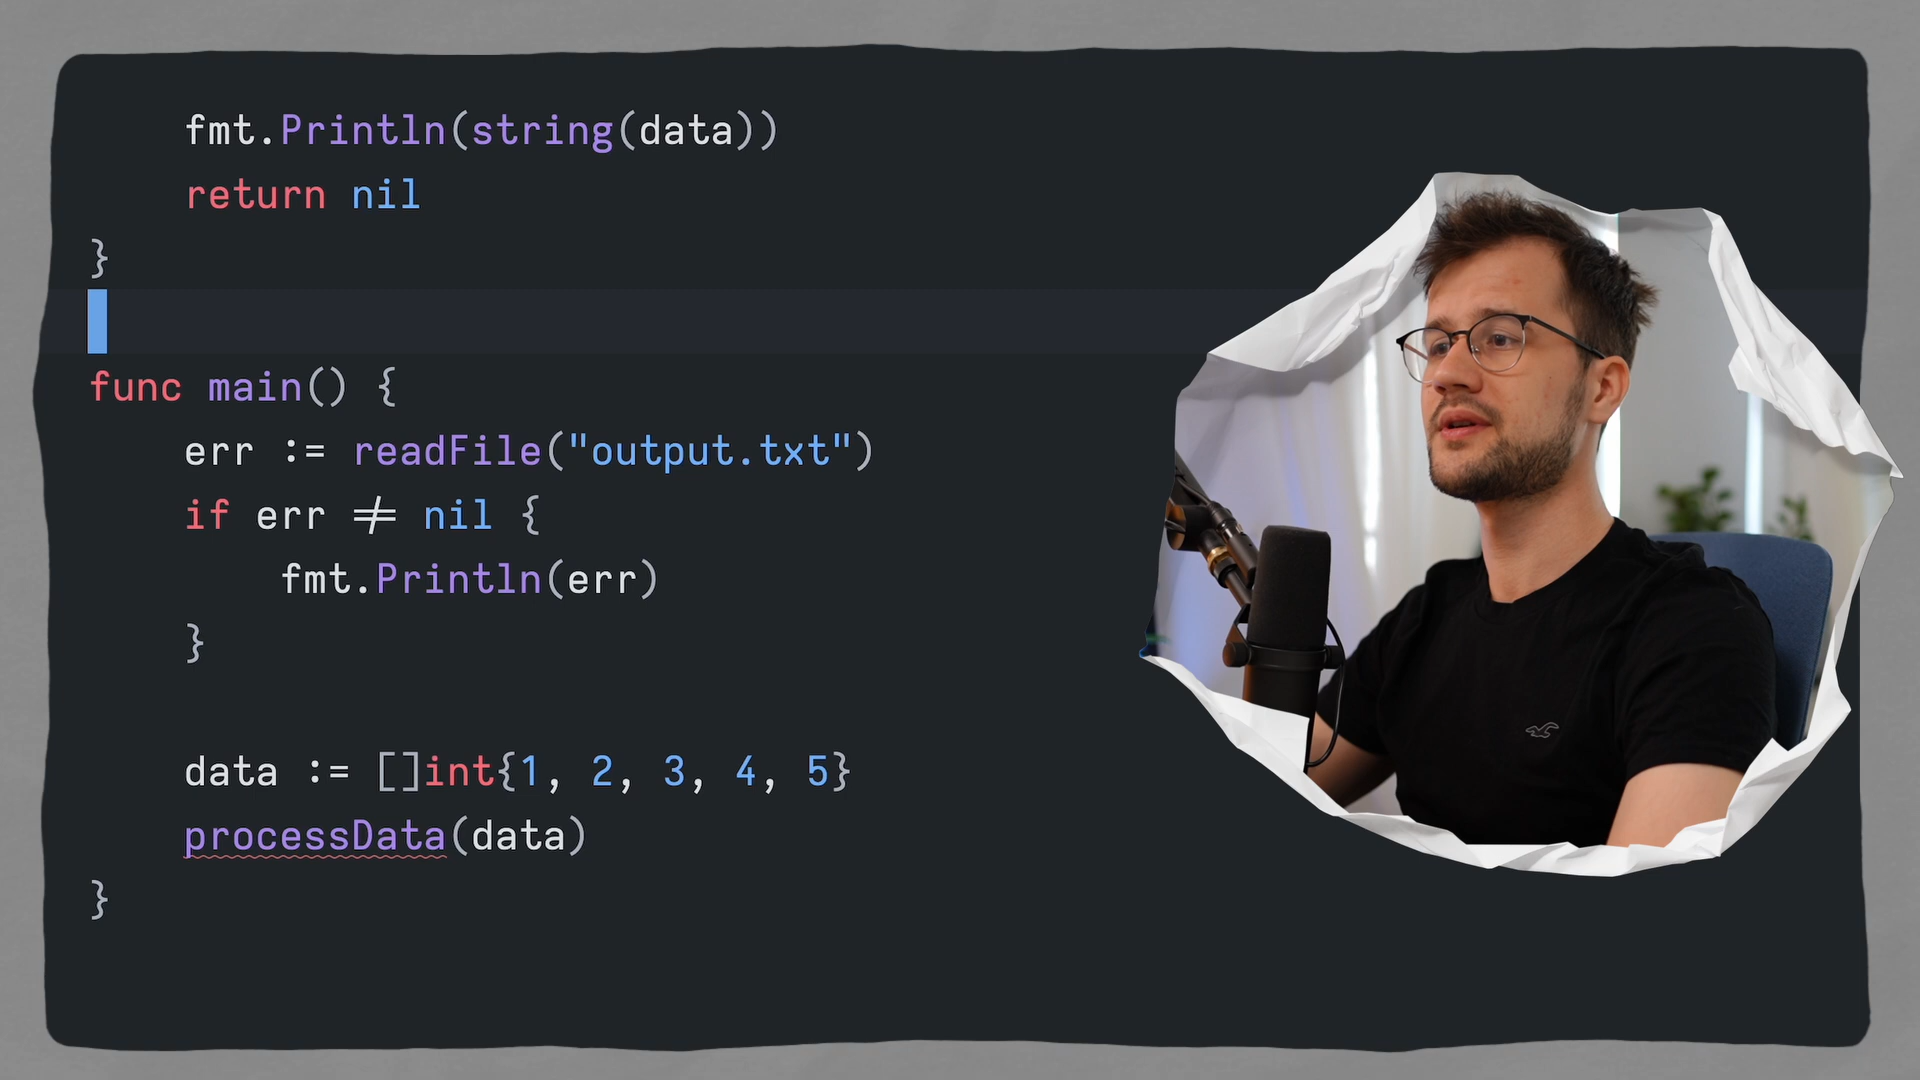 fmt.Println(string(data))
return nil
}
func main() {
err := readFile("output.txt")
if err != nil {
fmt.Println(err)
}
data := []int{1, 2, 3, 4, 5}
processData(data)
}